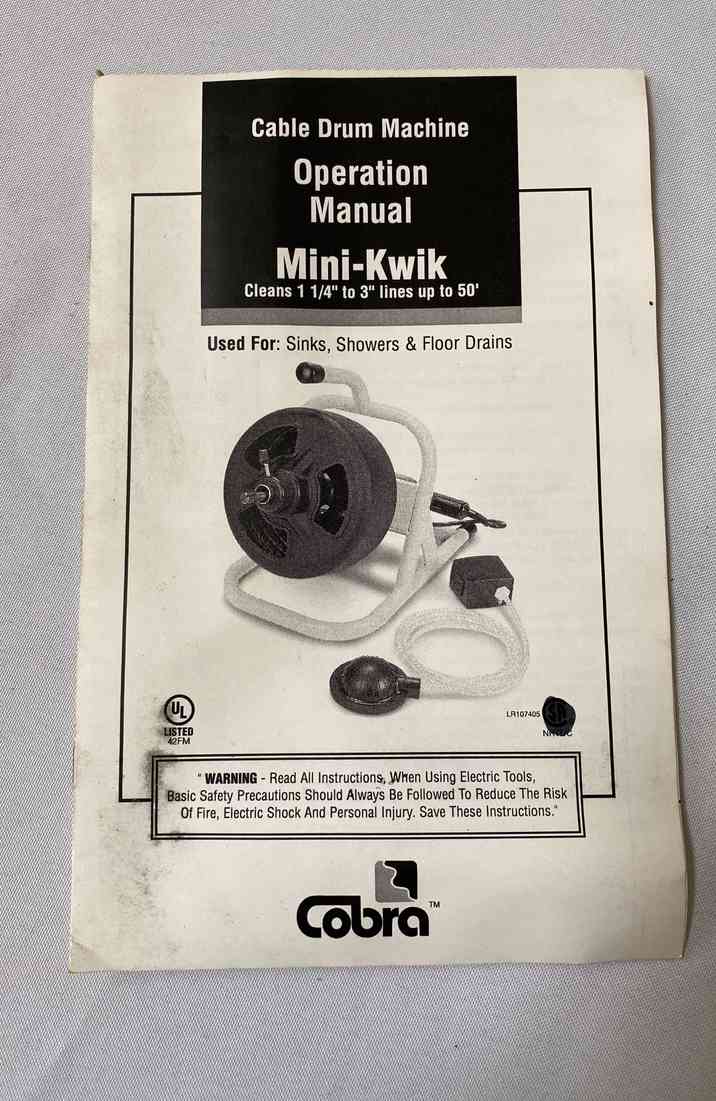 Cable Drum Machine
Operation
Manual
Mini-Kwik
Cleans 1 1/4" to 3" lines up to 50'
Used For: Sinks, Showers & Floor Drains
UL
LISTED
42FM
LR107405
" WARNING - Read All Instructions, When Using Electric Tools,
Basic Safety Precautions Should Always Be Followed To Reduce The Risk
Of Fire, Electric Shock And Personal Injury. Save These Instructions."
Cobra™